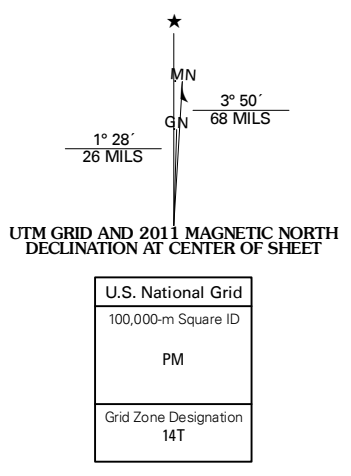 MN
3° 50´
68 MILS
GN
1° 28´
26 MILS
UTM GRID AND 2011 MAGNETIC NORTH
DECLINATION AT CENTER OF SHEET
U.S. National Grid
100,000-m Square ID
PM
Grid Zone Designation
14T